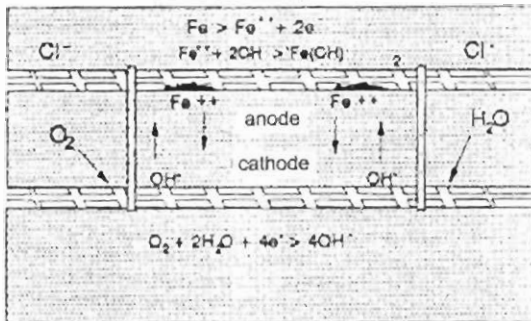 Fe > Fe⁺⁺ + 2e
Cl⁻ Fe⁺⁺ + 2OH > Fe(OH)₂ Cl⁻
Fe ++ Fe ++
anode
O₂ H₂O
cathode
OH⁻ OH⁻
O₂ + 2H₂O + 4e⁻ > 4OH⁻